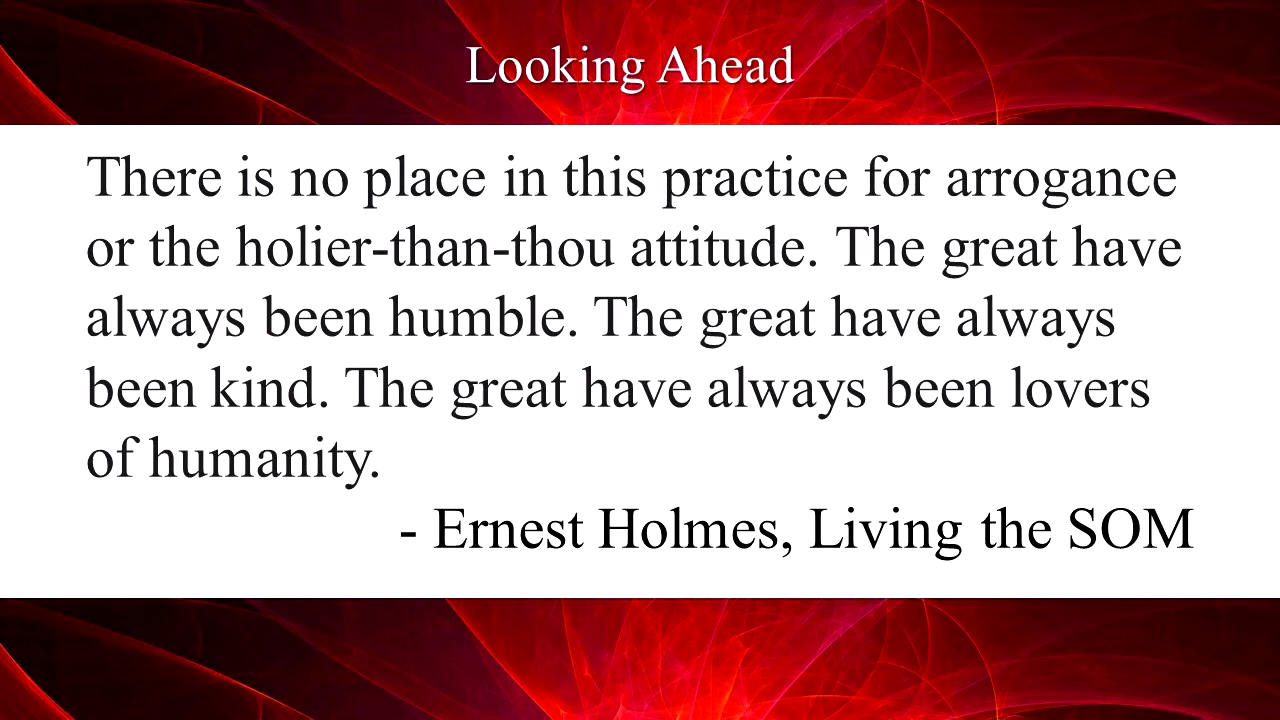 Looking Ahead
There is no place in this practice for arrogance
or the holier-than-thou attitude. The great have
always been humble. The great have always
been kind. The great have always been lovers
of humanity.
- Ernest Holmes, Living the SOM